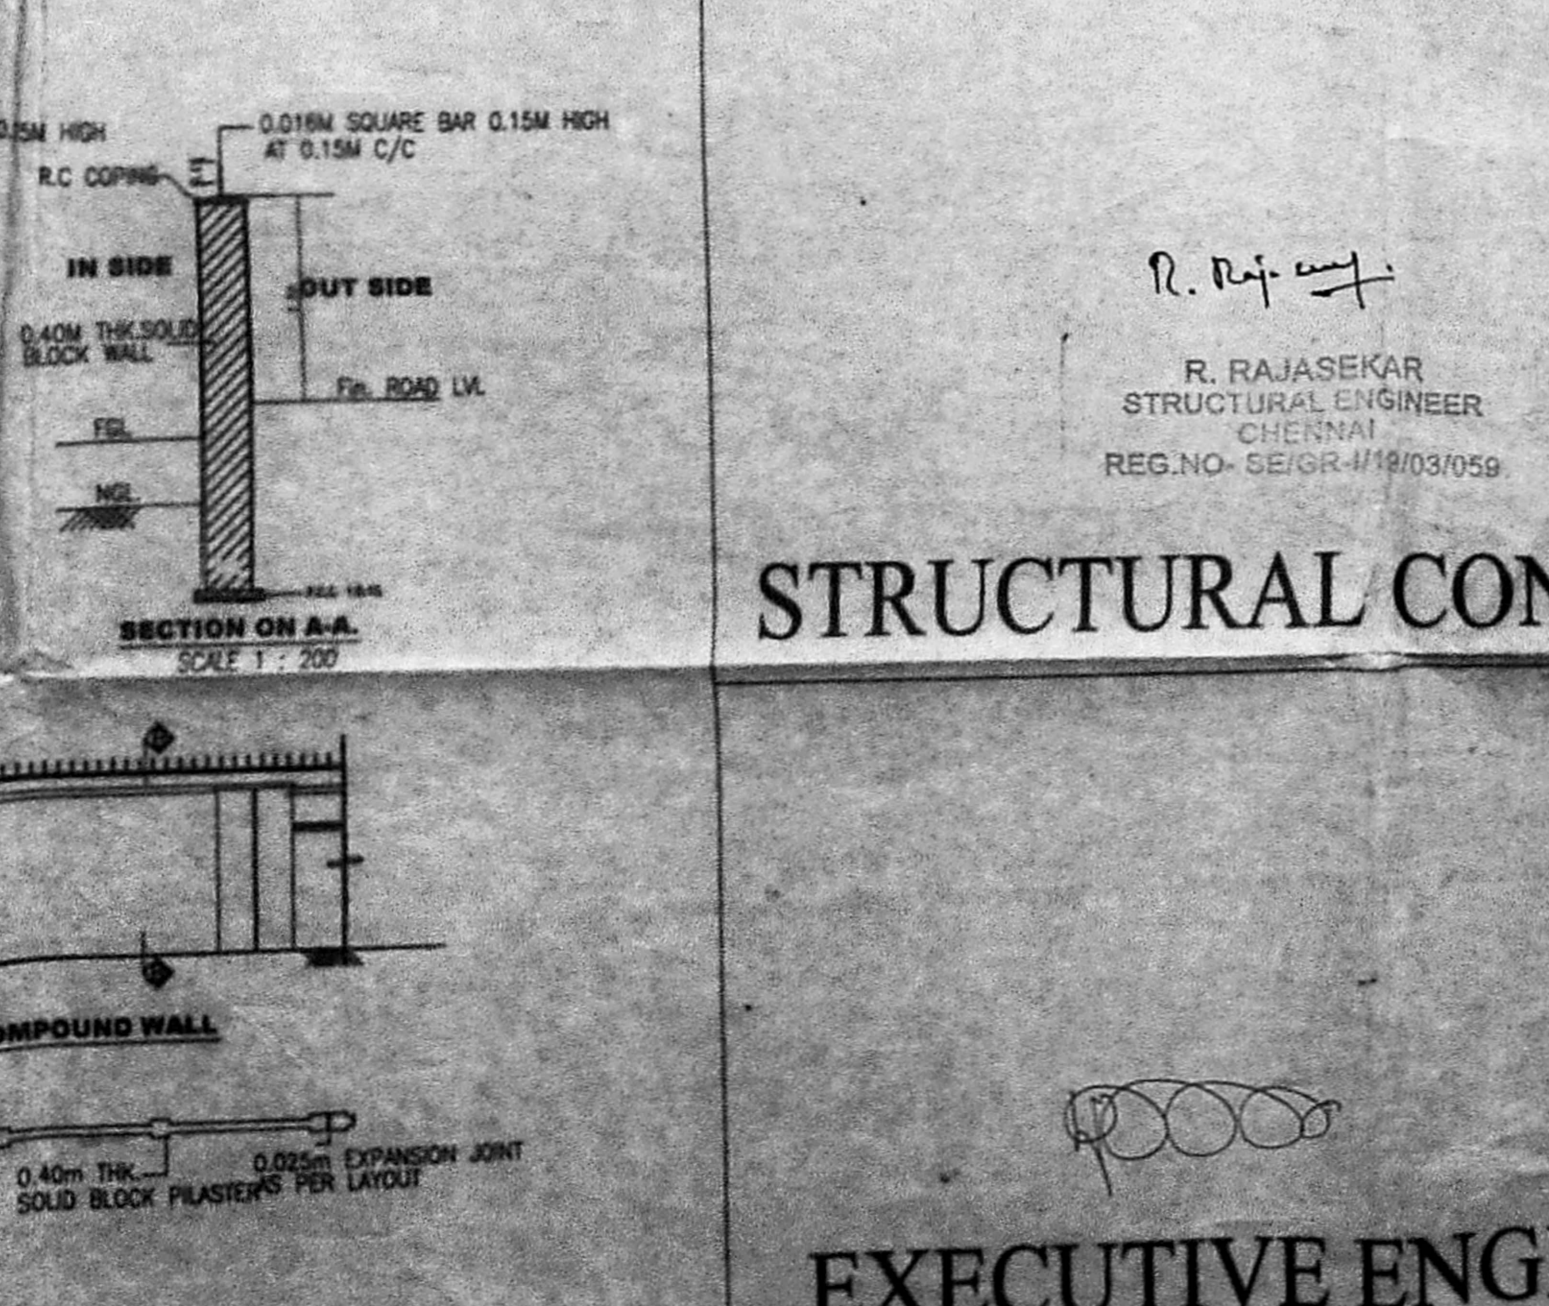 0.15M HIGH
0.016M SQUARE BAR 0.15M HIGH
AT 0.15M C/C
R.C COPING
IN SIDE
OUT SIDE
0.40M THK.SOLID
BLOCK WALL
Fin. ROAD LVL
FGL
NGL
SECTION ON A-A.
SCALE 1 : 200
R. RAJASEKAR
STRUCTURAL ENGINEER
CHENNAI
REG.NO- SE/GR-I/19/03/059
STRUCTURAL CON
OMPOUND WALL
0.40m THK.
SOLID BLOCK PILASTER
0.025m EXPANSION JOINT
AS PER LAYOUT
EXECUTIVE ENG